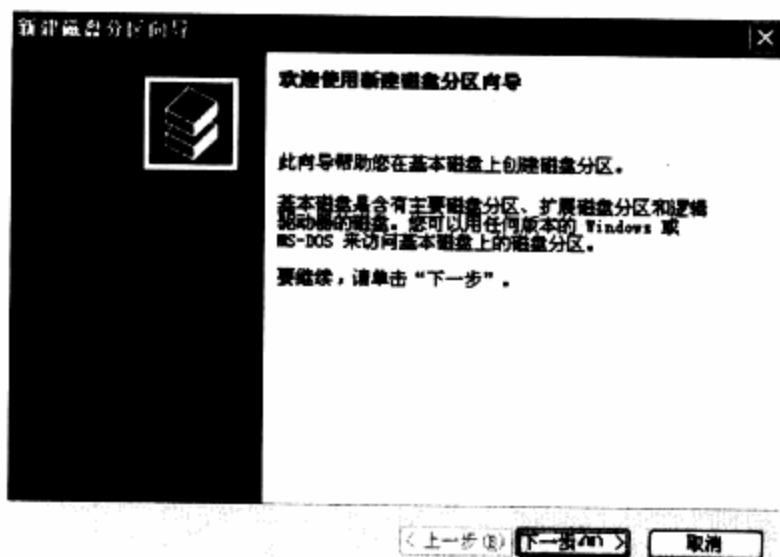 新建磁盘分区向导
欢迎使用新建磁盘分区向导
此向导帮助您在基本磁盘上创建磁盘分区。
基本磁盘是含有主要磁盘分区、扩展磁盘分区和逻辑
驱动器的磁盘。您可以用任何版本的 Windows 或
MS-DOS 来访问基本磁盘上的磁盘分区。
要继续，请单击“下一步”。
< 上一步(B) 下一步(N) > 取消